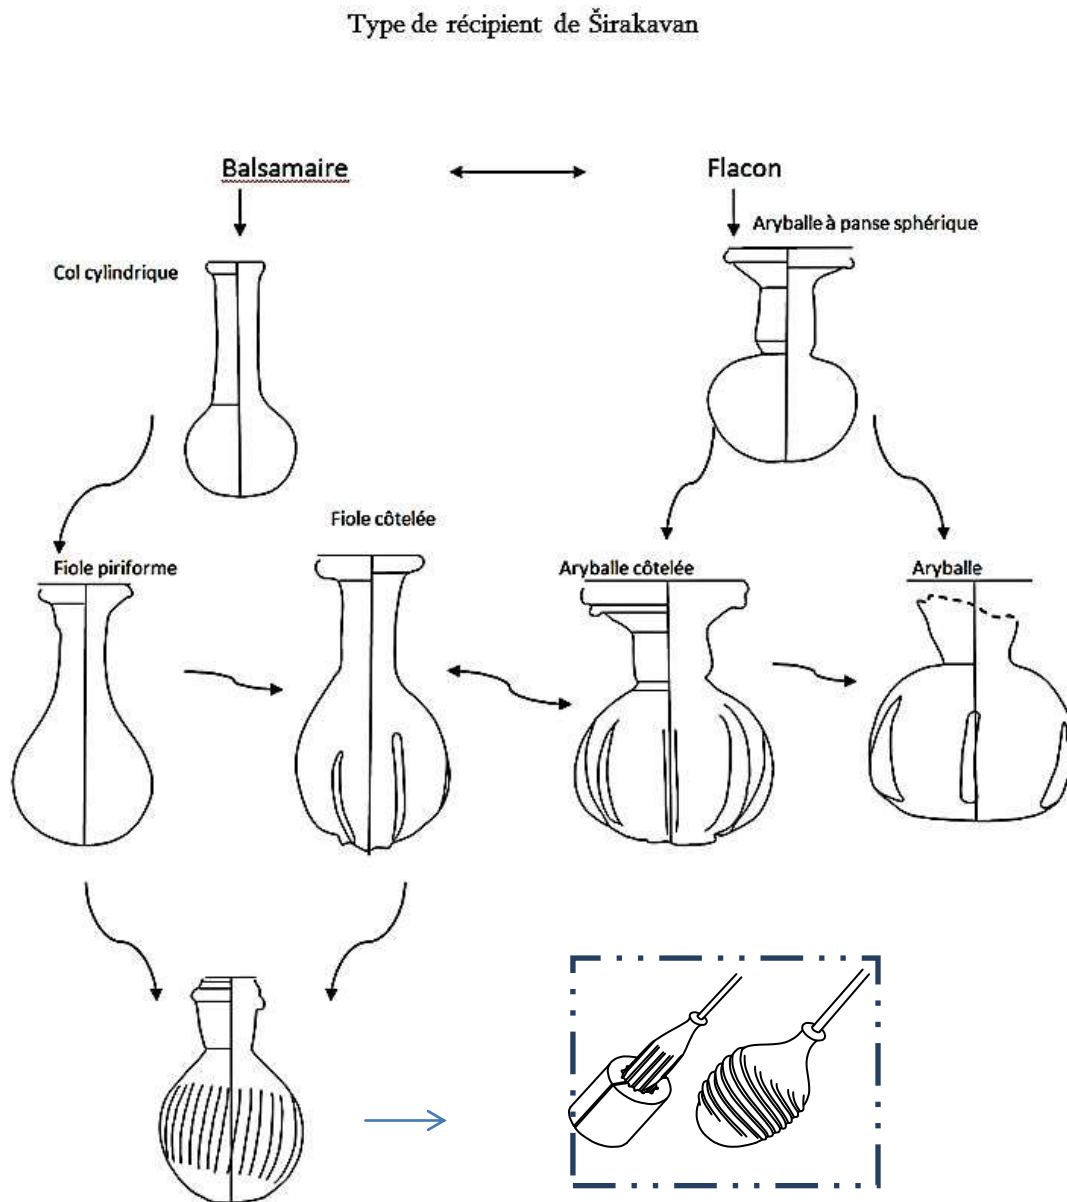 Type de récipient de Širakavan
Balsamaire
Flacon
Aryballe à panse sphérique
Col cylindrique
Fiole côtelée
Fiole piriforme
Aryballe côtelée
Aryballe